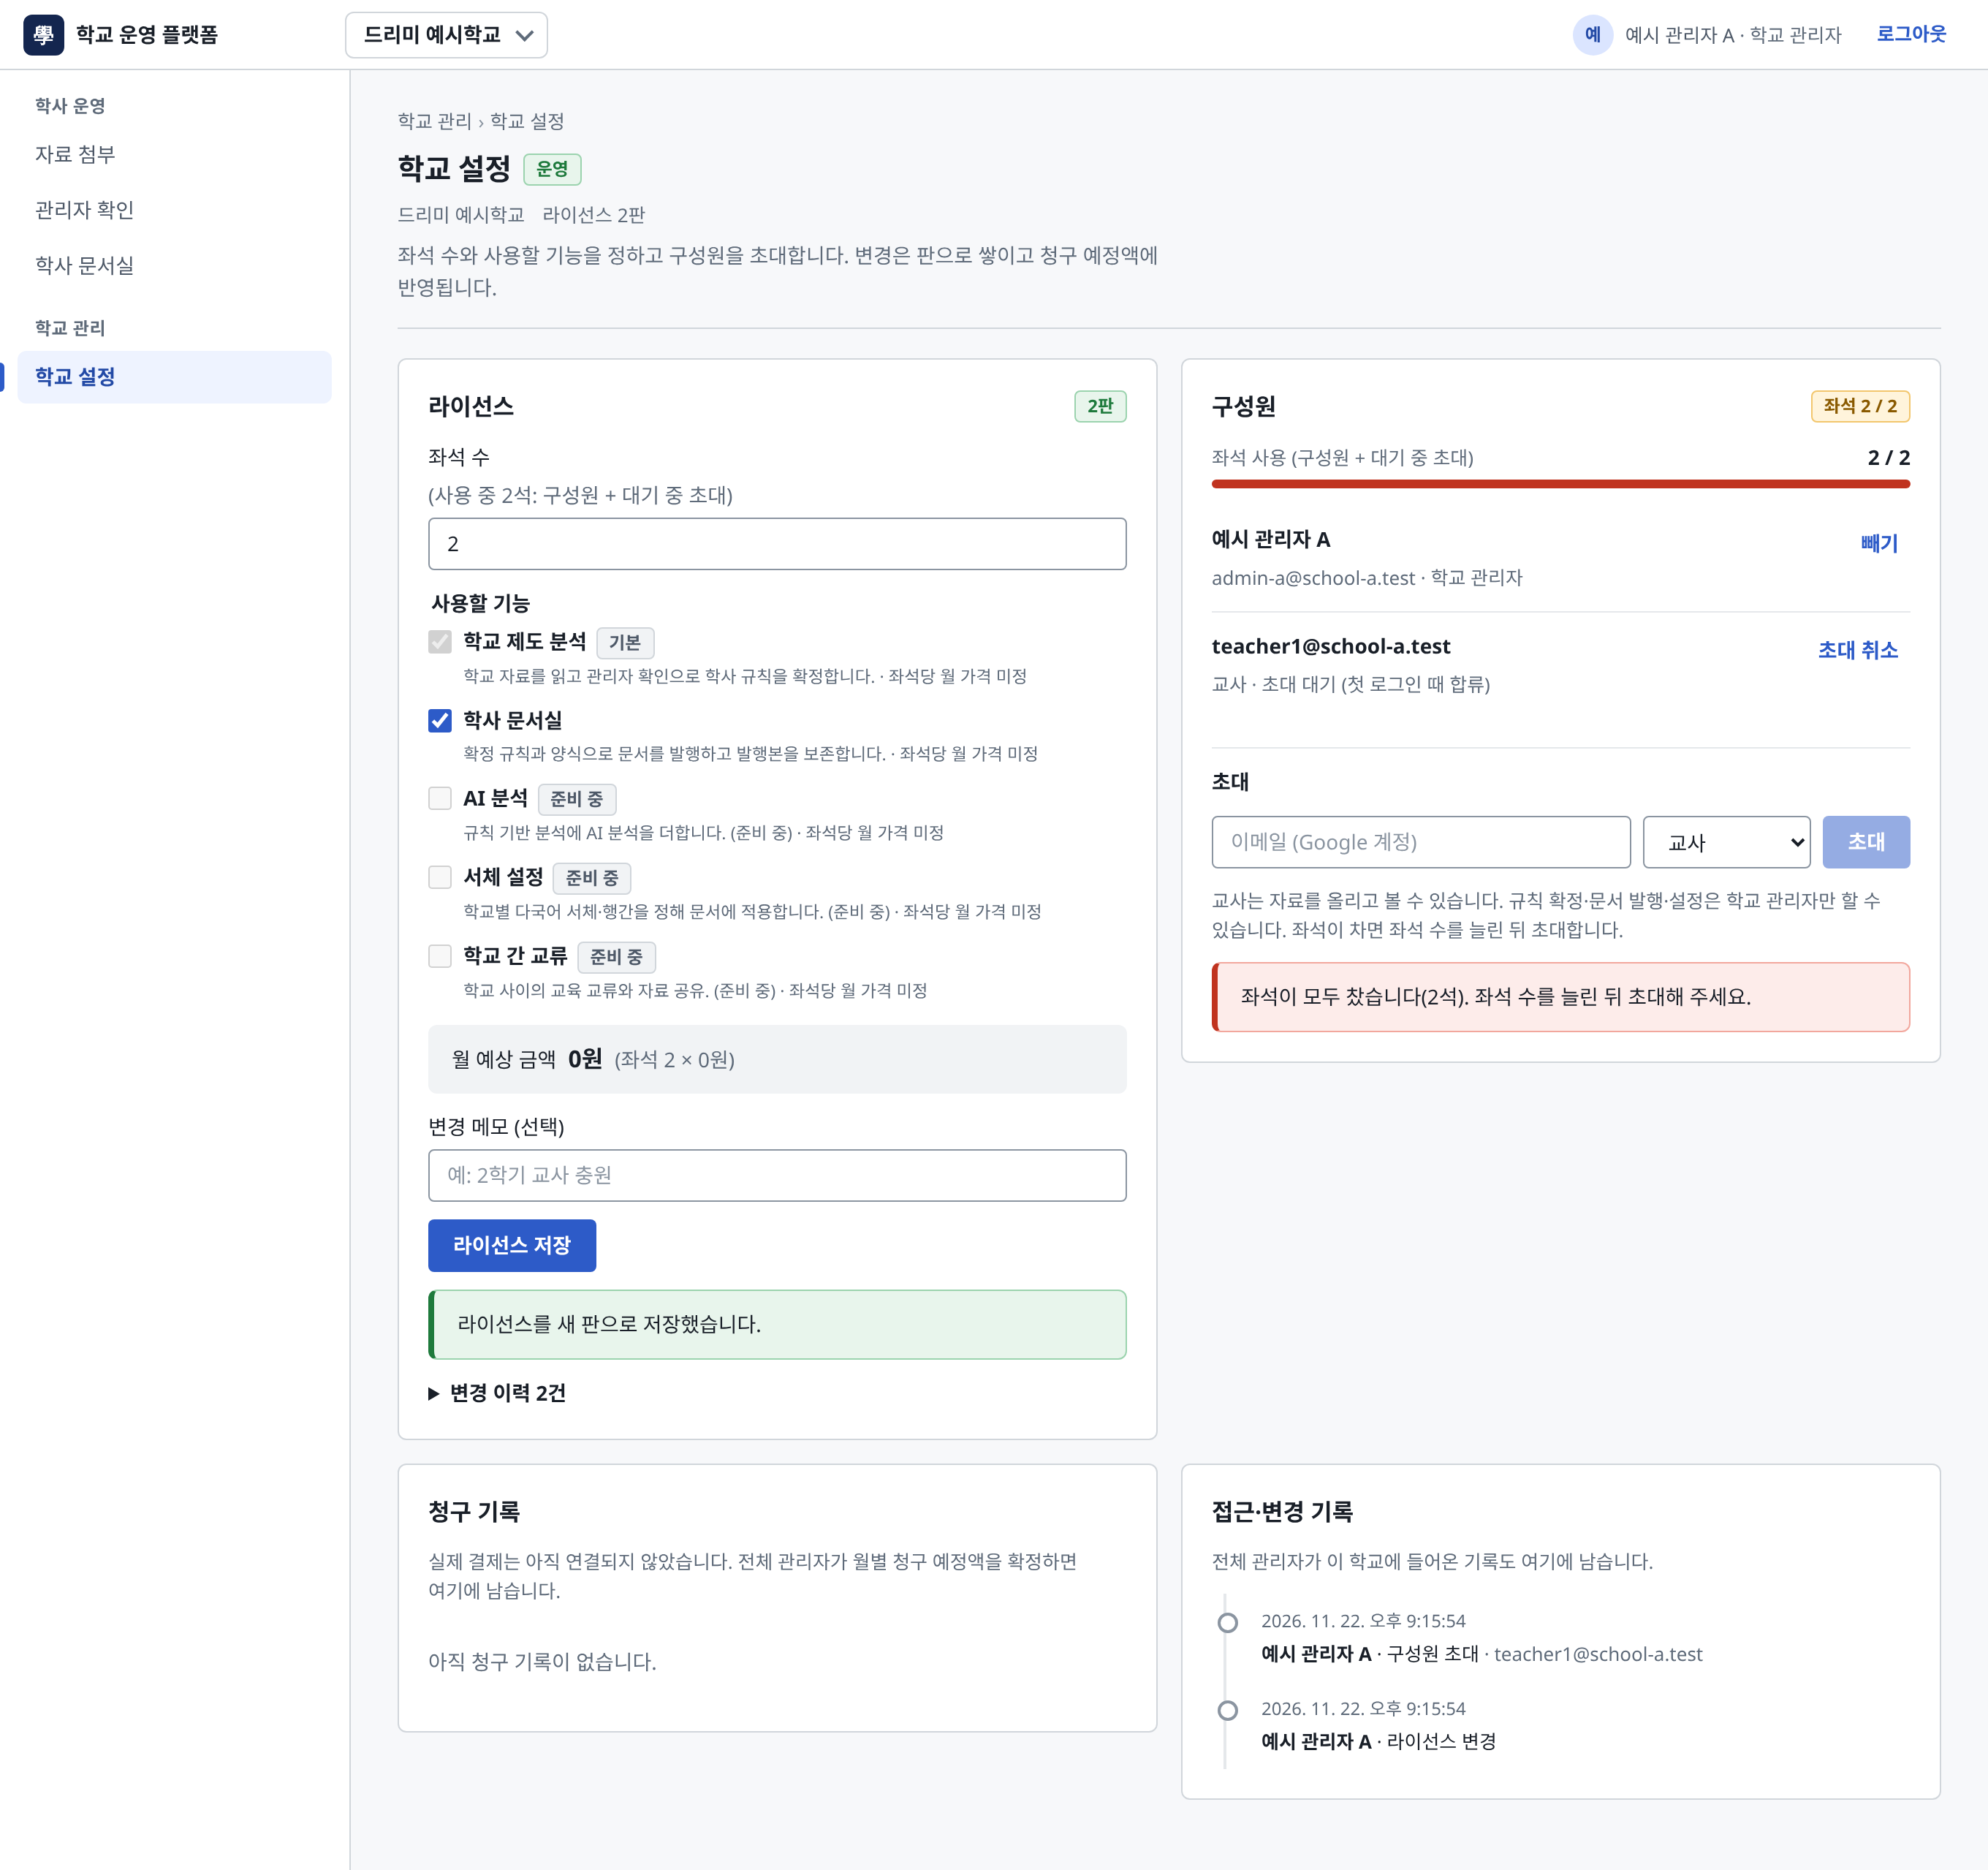 學 학교 운영 플랫폼
드리미 예시학교
예 예시 관리자 A · 학교 관리자
로그아웃
학사 운영
자료 첨부
관리자 확인
학사 문서실
학교 관리
학교 설정
학교 관리 › 학교 설정
학교 설정 운영
드리미 예시학교 라이선스 2판
좌석 수와 사용할 기능을 정하고 구성원을 초대합니다. 변경은 판으로 쌓이고 청구 예정액에
반영됩니다.
라이선스 2판
좌석 수
(사용 중 2석: 구성원 + 대기 중 초대)
2
사용할 기능
학교 제도 분석 기본
학교 자료를 읽고 관리자 확인으로 학사 규칙을 확정합니다. · 좌석당 월 가격 미정
학사 문서실
확정 규칙과 양식으로 문서를 발행하고 발행본을 보존합니다. · 좌석당 월 가격 미정
AI 분석 준비 중
규칙 기반 분석에 AI 분석을 더합니다. (준비 중) · 좌석당 월 가격 미정
서체 설정 준비 중
학교별 다국어 서체·행간을 정해 문서에 적용합니다. (준비 중) · 좌석당 월 가격 미정
학교 간 교류 준비 중
학교 사이의 교육 교류와 자료 공유. (준비 중) · 좌석당 월 가격 미정
월 예상 금액 0원 (좌석 2 × 0원)
변경 메모 (선택)
예: 2학기 교사 충원
라이선스 저장
라이선스를 새 판으로 저장했습니다.
변경 이력 2건
구성원 좌석 2 / 2
좌석 사용 (구성원 + 대기 중 초대) 2 / 2
예시 관리자 A 빼기
admin-a@school-a.test · 학교 관리자
teacher1@school-a.test 초대 취소
교사 · 초대 대기 (첫 로그인 때 합류)
초대
이메일 (Google 계정) 교사 초대
교사는 자료를 올리고 볼 수 있습니다. 규칙 확정·문서 발행·설정은 학교 관리자만 할 수
있습니다. 좌석이 차면 좌석 수를 늘린 뒤 초대합니다.
좌석이 모두 찼습니다(2석). 좌석 수를 늘린 뒤 초대해 주세요.
청구 기록
실제 결제는 아직 연결되지 않았습니다. 전체 관리자가 월별 청구 예정액을 확정하면
여기에 남습니다.
아직 청구 기록이 없습니다.
접근·변경 기록
전체 관리자가 이 학교에 들어온 기록도 여기에 남습니다.
2026. 11. 22. 오후 9:15:54
예시 관리자 A · 구성원 초대 · teacher1@school-a.test
2026. 11. 22. 오후 9:15:54
예시 관리자 A · 라이선스 변경